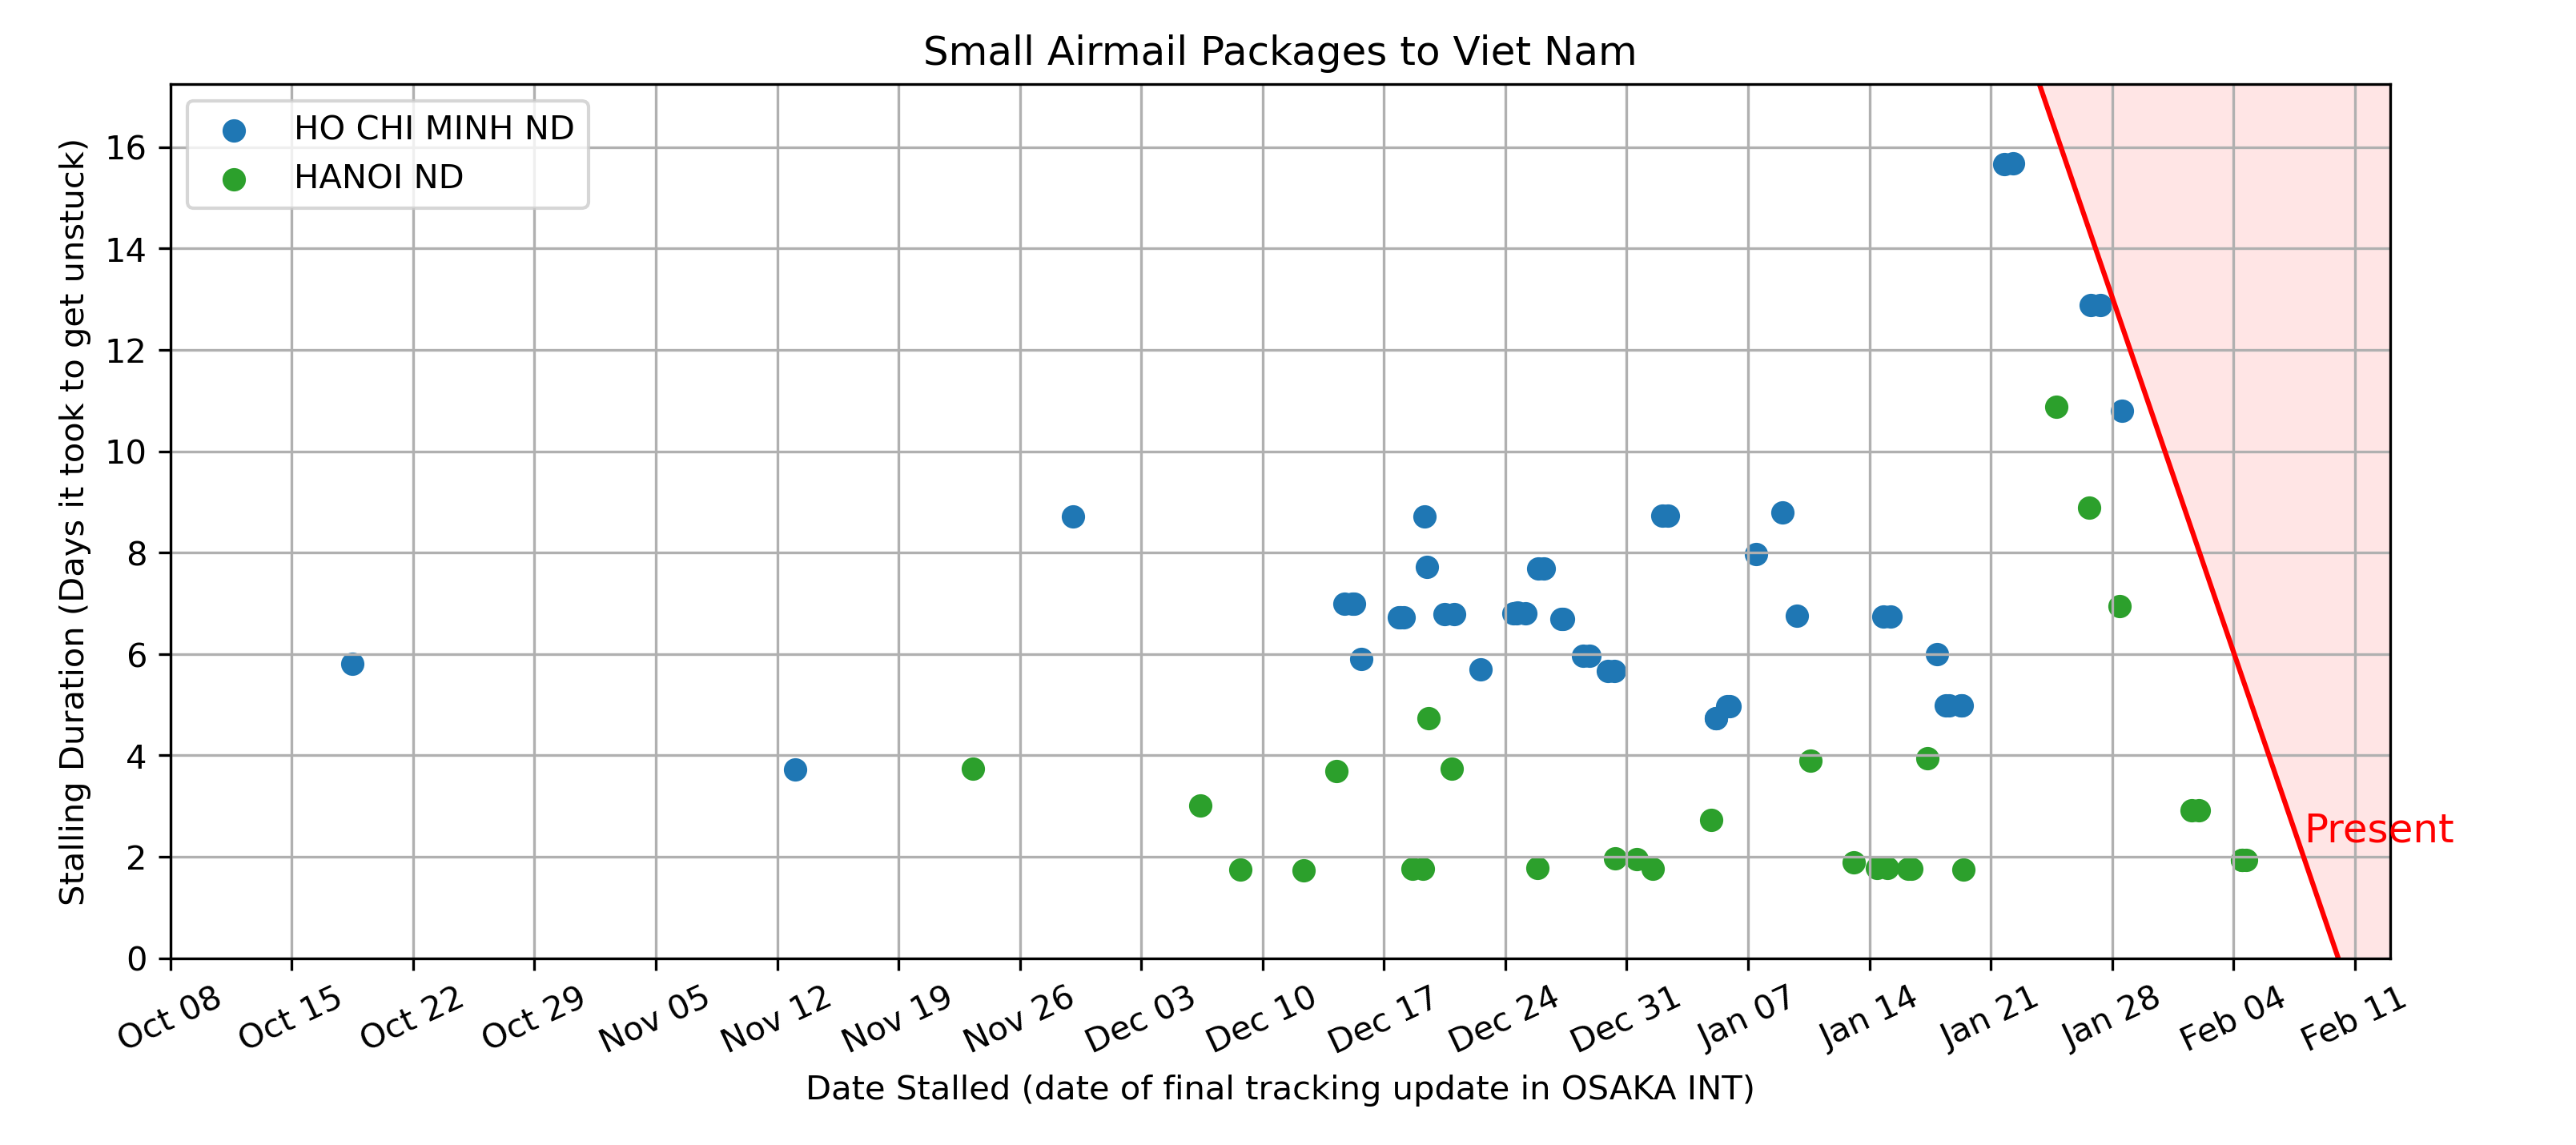 Small Airmail Packages to Viet Nam
HO CHI MINH ND
HANOI ND
Stalling Duration (Days it took to get unstuck)
16
14
12
10
8
6
4
2
0
Present
Oct 08 Oct 15 Oct 22 Oct 29 Nov 05 Nov 12 Nov 19 Nov 26 Dec 03 Dec 10 Dec 17 Dec 24 Dec 31 Jan 07 Jan 14 Jan 21 Jan 28 Feb 04 Feb 11
Date Stalled (date of final tracking update in OSAKA INT)